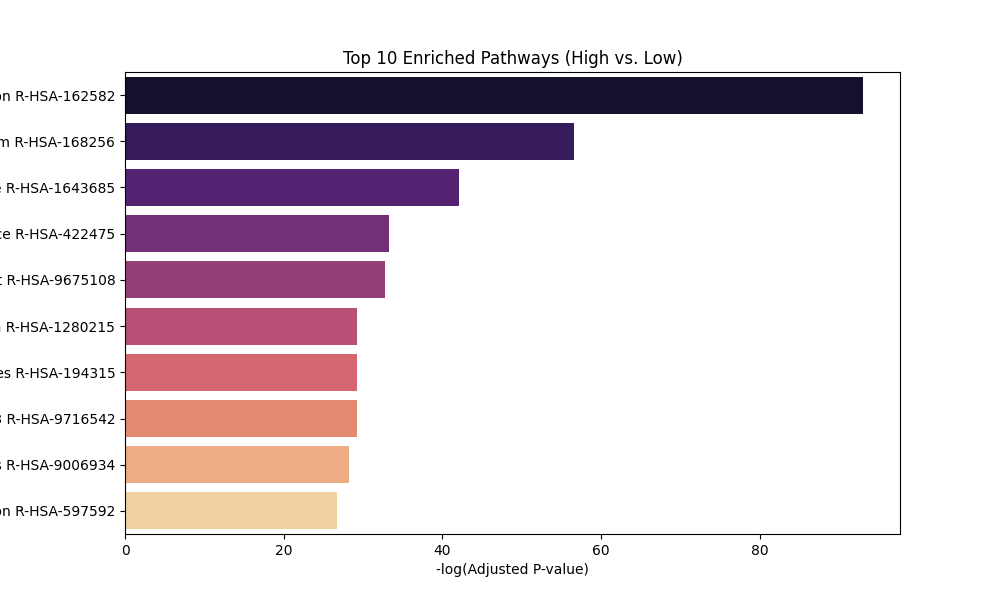 Top 10 Enriched Pathways (High vs. Low)
on R-HSA-162582
m R-HSA-168256
e R-HSA-1643685
ce R-HSA-422475
t R-HSA-9675108
n R-HSA-1280215
es R-HSA-194315
3 R-HSA-9716542
s R-HSA-9006934
on R-HSA-597592
0 20 40 60 80
-log(Adjusted P-value)